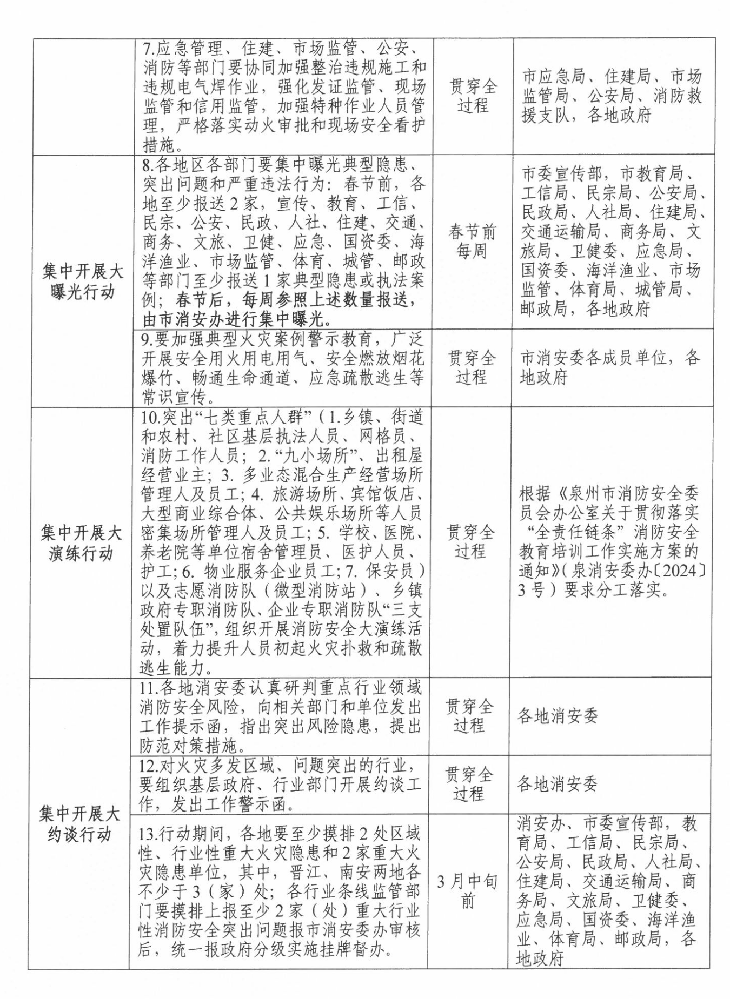 7.应急管理、住建、市场监管、公安、
消防等部门要协同加强整治违规施工和
违规电气焊作业，强化发证监管、现场
监管和信用监管，加强特种作业人员管
理，严格落实动火审批和现场安全看护
措施。
贯穿全
过程
市应急局、住建局、市场
监管局、公安局、消防救
援支队，各地政府
集中开展大
曝光行动
8.各地区各部门要集中曝光典型隐患、
突出问题和严重违法行为：春节前，各
地至少报送2家，宣传、教育、工信、
民宗、公安、民政、人社、住建、交通、
商务、文旅、卫健、应急、国资委、海
洋渔业、市场监管、体育、城管、邮政
等部门至少报送1家典型隐患或执法案
例；春节后，每周参照上述数量报送，
由市消安办进行集中曝光。
春节前
每周
市委宣传部，市教育局、
工信局、民宗局、公安局、
民政局、人社局、住建局、
交通运输局、商务局、文
旅局、卫健委、应急局、
国资委、海洋渔业、市场
监管、体育局、城管局、
邮政局，各地政府
9.要加强典型火灾案例警示教育，广泛
开展安全用火用电用气、安全燃放烟花
爆竹、畅通生命通道、应急疏散逃生等
常识宣传。
贯穿全
过程
市消安委各成员单位，各
地政府
集中开展大
演练行动
10.突出“七类重点人群”（1.乡镇、街道
和农村、社区基层执法人员、网格员、
消防工作人员；2.“九小场所”、出租屋
经营业主；3. 多业态混合生产经营场所
管理人及员工；4. 旅游场所、宾馆饭店、
大型商业综合体、公共娱乐场所等人员
密集场所管理人及员工；5. 学校、医院、
养老院等单位宿舍管理员、医护人员、
护工；6. 物业服务企业员工；7. 保安员）
以及志愿消防队（微型消防站）、乡镇
政府专职消防队、企业专职消防队“三支
处置队伍”，组织开展消防安全大演练活
动，着力提升人员初起火灾扑救和疏散
逃生能力。
贯穿全
过程
根据《泉州市消防安全委
员会办公室关于贯彻落实
“全责任链条”消防安全
教育培训工作实施方案的
通知》（泉消安委办〔2024〕
3号）要求分工落实。
集中开展大
约谈行动
11.各地消安委认真研判重点行业领域
消防安全风险，向相关部门和单位发出
工作提示函，指出突出风险隐患，提出
防范对策措施。
贯穿全
过程
各地消安委
12.对火灾多发区域、问题突出的行业，
要组织基层政府、行业部门开展约谈工
作，发出工作警示函。
贯穿全
过程
各地消安委
13.行动期间，各地要至少摸排2处区域
性、行业性重大火灾隐患和2家重大火
灾隐患单位，其中，晋江、南安两地各
不少于3（家）处；各行业条线监管部
门要摸排上报至少2家（处）重大行业
性消防安全突出问题报市消安委办审核
后，统一报政府分级实施挂牌督办。
3月中旬
前
消安办、市委宣传部，教
育局、工信局、民宗局、
公安局、民政局、人社局、
住建局、交通运输局、商
务局、文旅局、卫健委、
应急局、国资委、海洋渔
业、体育局、邮政局，各
地政府